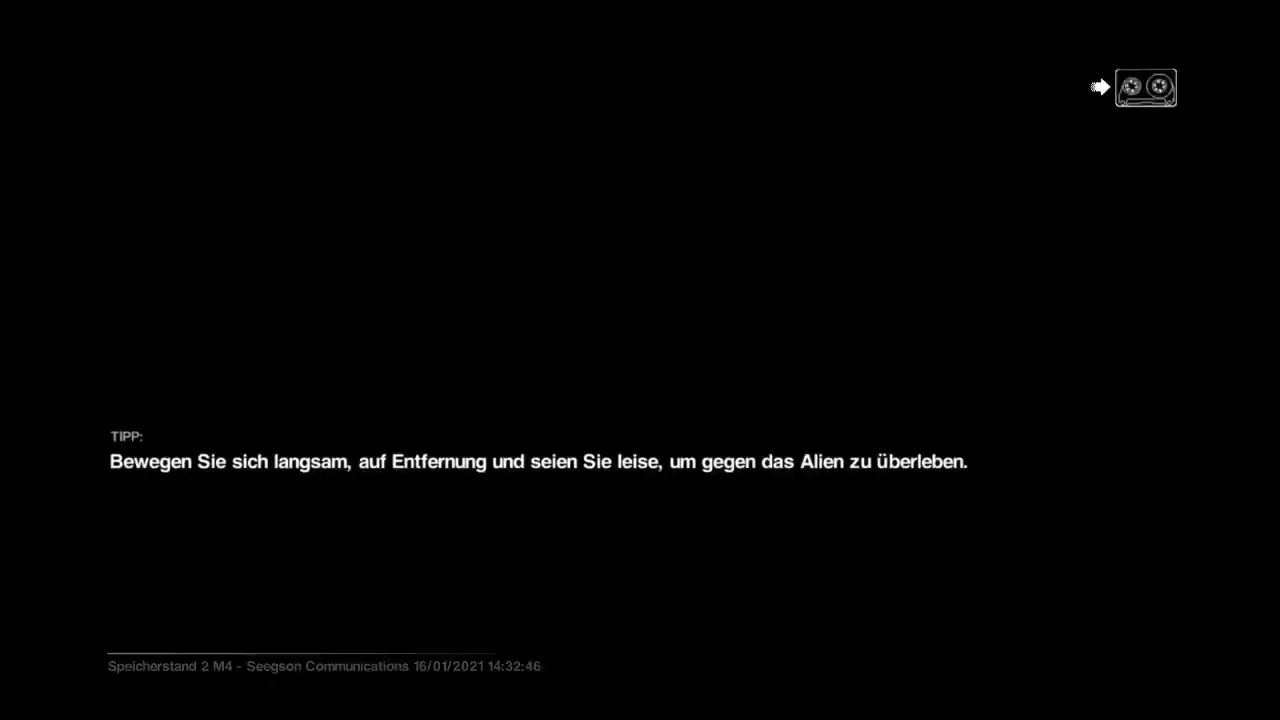 TIPP:
Bewegen Sie sich langsam, auf Entfernung und seien Sie leise, um gegen das Alien zu überleben.
Speicherstand 2 M4 - Seegson Communications 16/01/2021 14:32:46